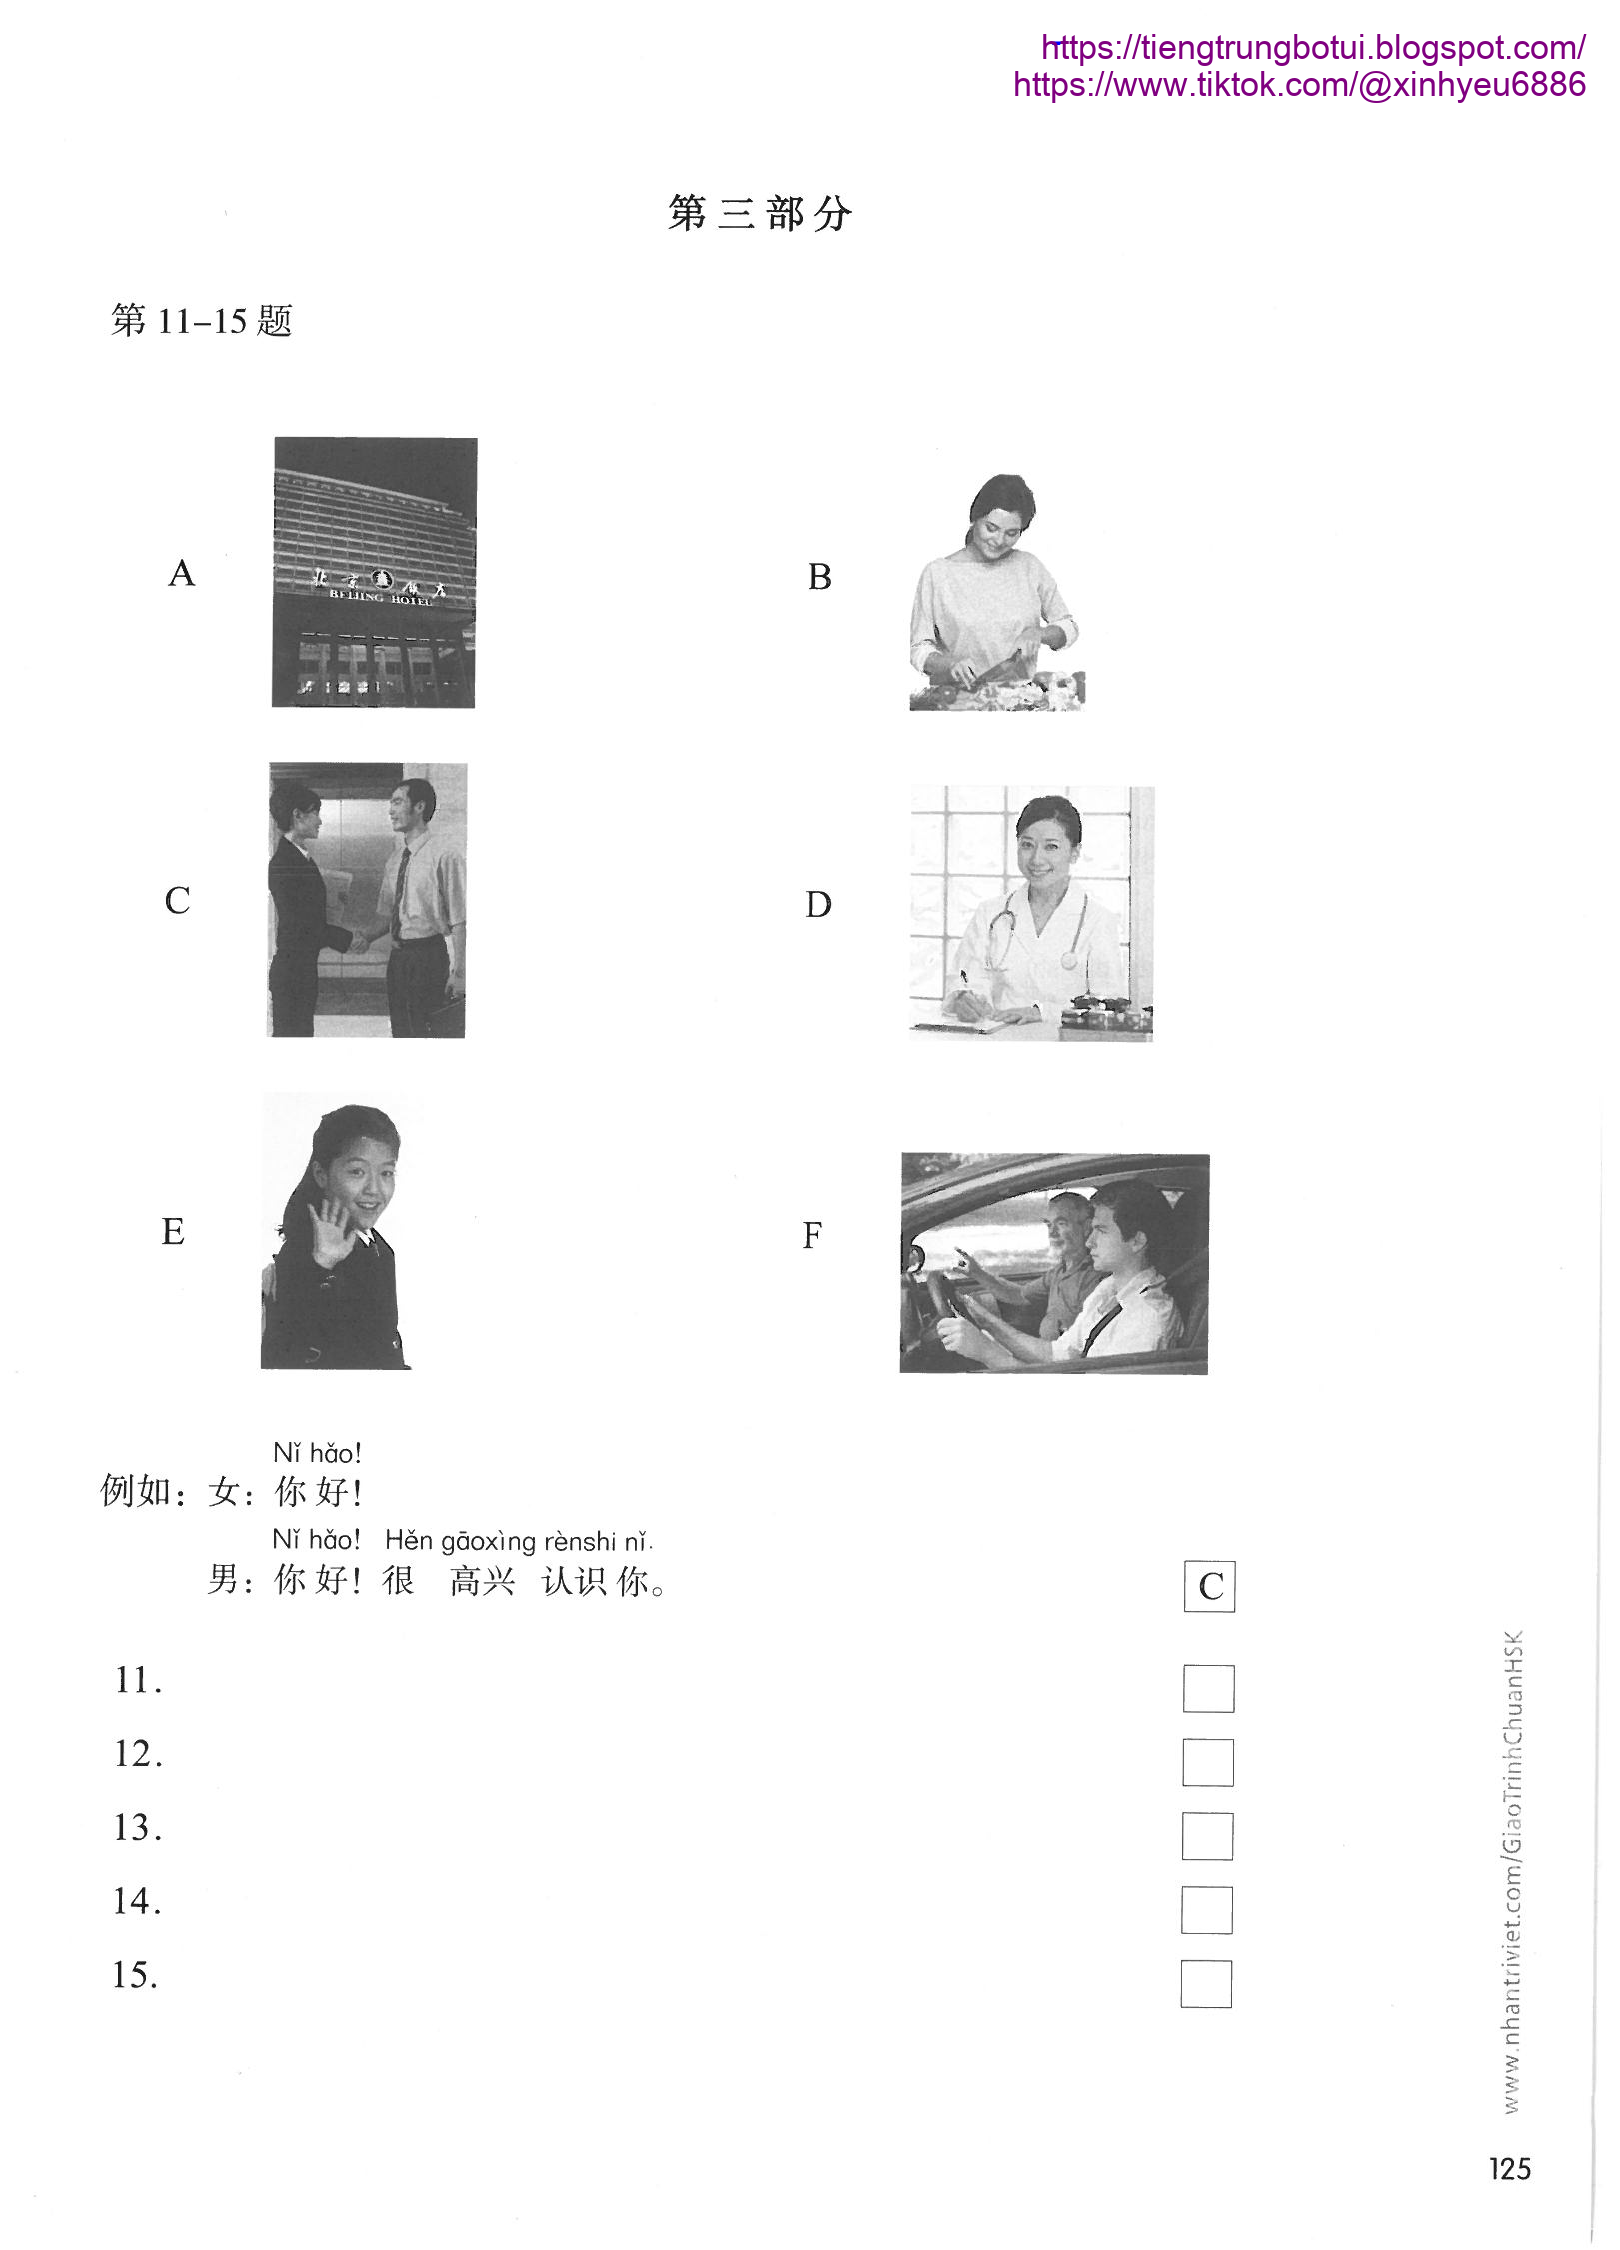 https://tiengtrungbotui.blogspot.com/
https://www.tiktok.com/@xinhyeu6886
第三部分
第 11–15 题
A
北京饭店
BEIJING HOTEL
B
C
D
E
F
Nǐ hǎo!
例如：女：你好！
Nǐ hǎo! Hěn gāoxìng rènshi nǐ.
男：你好！很 高兴 认识你。
C
11.
12.
13.
14.
15.
www.nhantriviet.com/GiaoTrinhChuanHSK
125